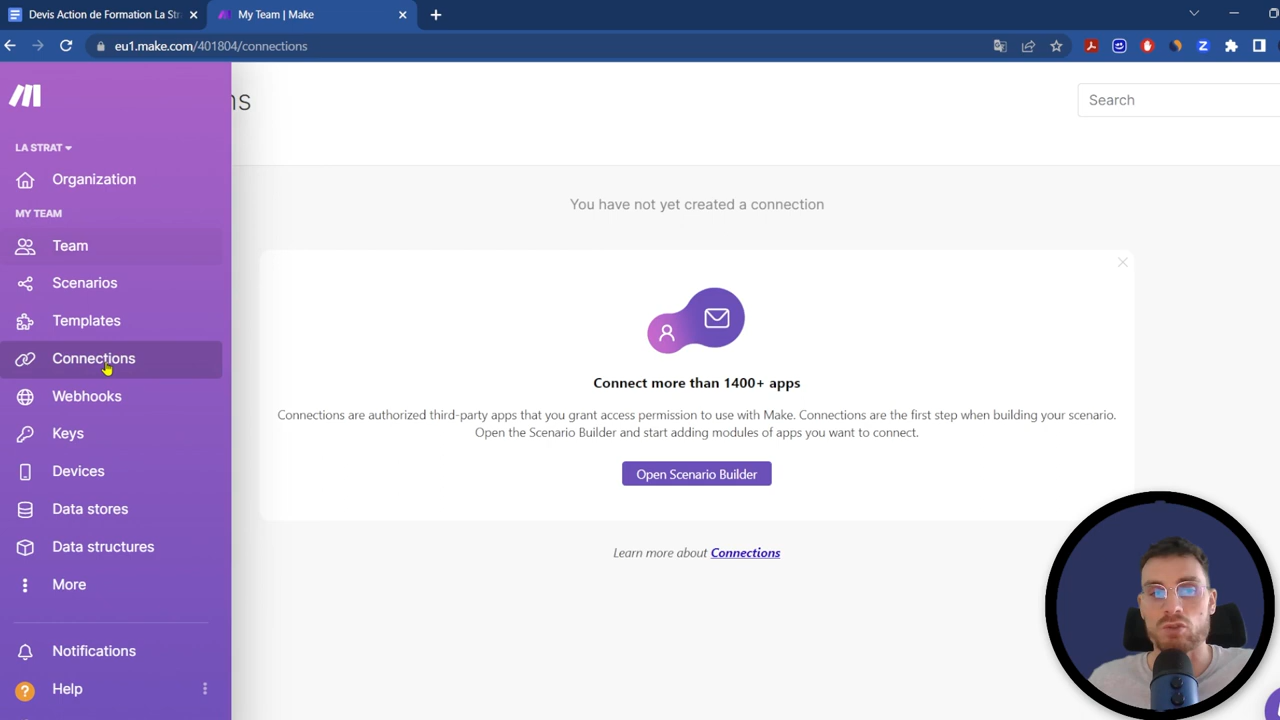 Devis Action de Formation La Str
My Team | Make
eu1.make.com/401804/connections
ns
Search
LA STRAT
Organization
MY TEAM
Team
Scenarios
Templates
Connections
Webhooks
Keys
Devices
Data stores
Data structures
More
Notifications
Help
You have not yet created a connection
Connect more than 1400+ apps
Connections are authorized third-party apps that you grant access permission to use with Make. Connections are the first step when building your scenario.
Open the Scenario Builder and start adding modules of apps you want to connect.
Open Scenario Builder
Learn more about Connections